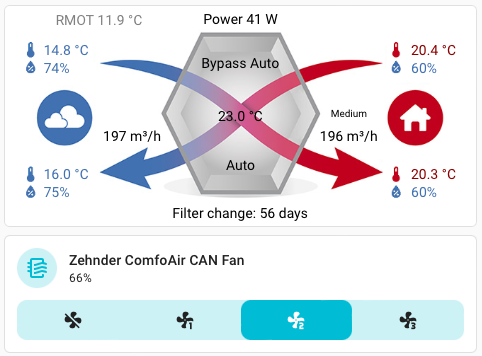 RMOT 11.9 °C
Power 41 W
14.8 °C
74%
Bypass Auto
20.4 °C
60%
23.0 °C
Medium
197 m³/h
196 m³/h
16.0 °C
75%
Auto
20.3 °C
60%
Filter change: 56 days
Zehnder ComfoAir CAN Fan
66%
1
2
3